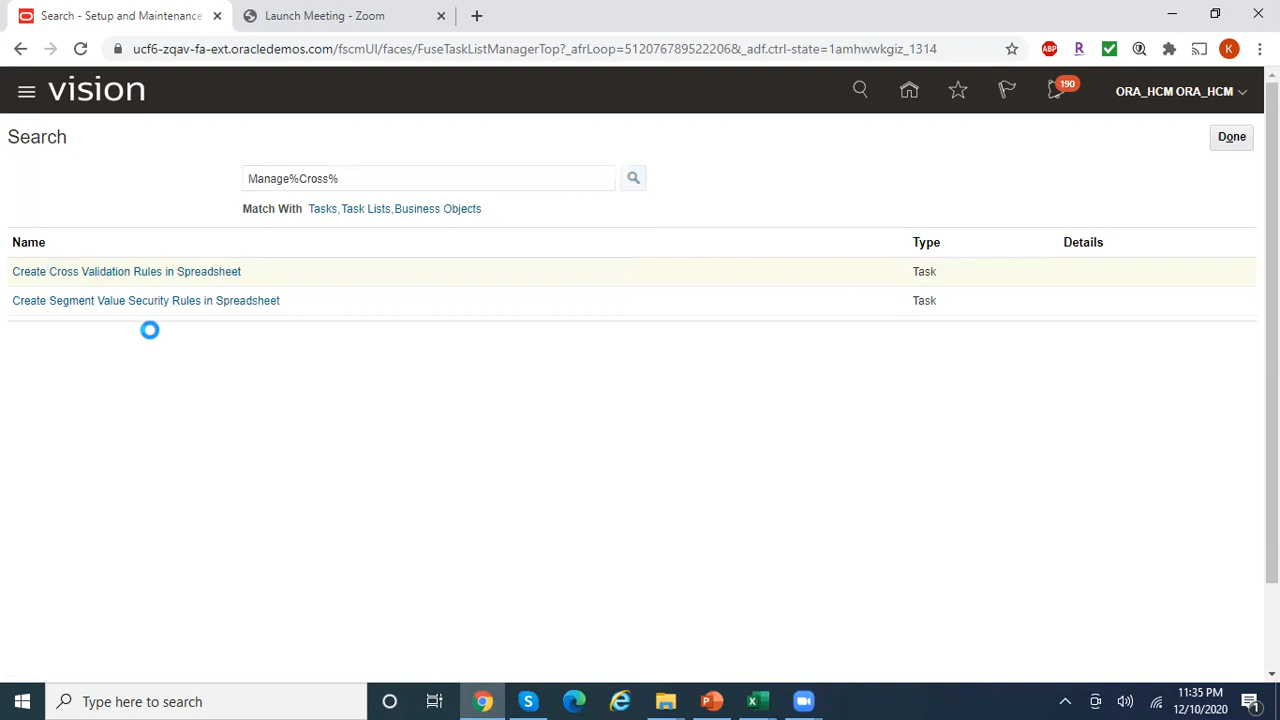 Search - Setup and Maintenance
Launch Meeting - Zoom
ucf6-zqav-fa-ext.oracledemos.com/fscmUI/faces/FuseTaskListManagerTop?_afrLoop=5120767895222206&_adf.ctrl-state=1amhwwkgiz_1314
ABP
R
K
vision
190
ORA_HCM ORA_HCM
Search
Done
Manage%Cross%
Match With Tasks, Task Lists, Business Objects
Name Type Details
Create Cross Validation Rules in Spreadsheet Task
Create Segment Value Security Rules in Spreadsheet Task
Type here to search
11:35 PM
12/10/2020
1